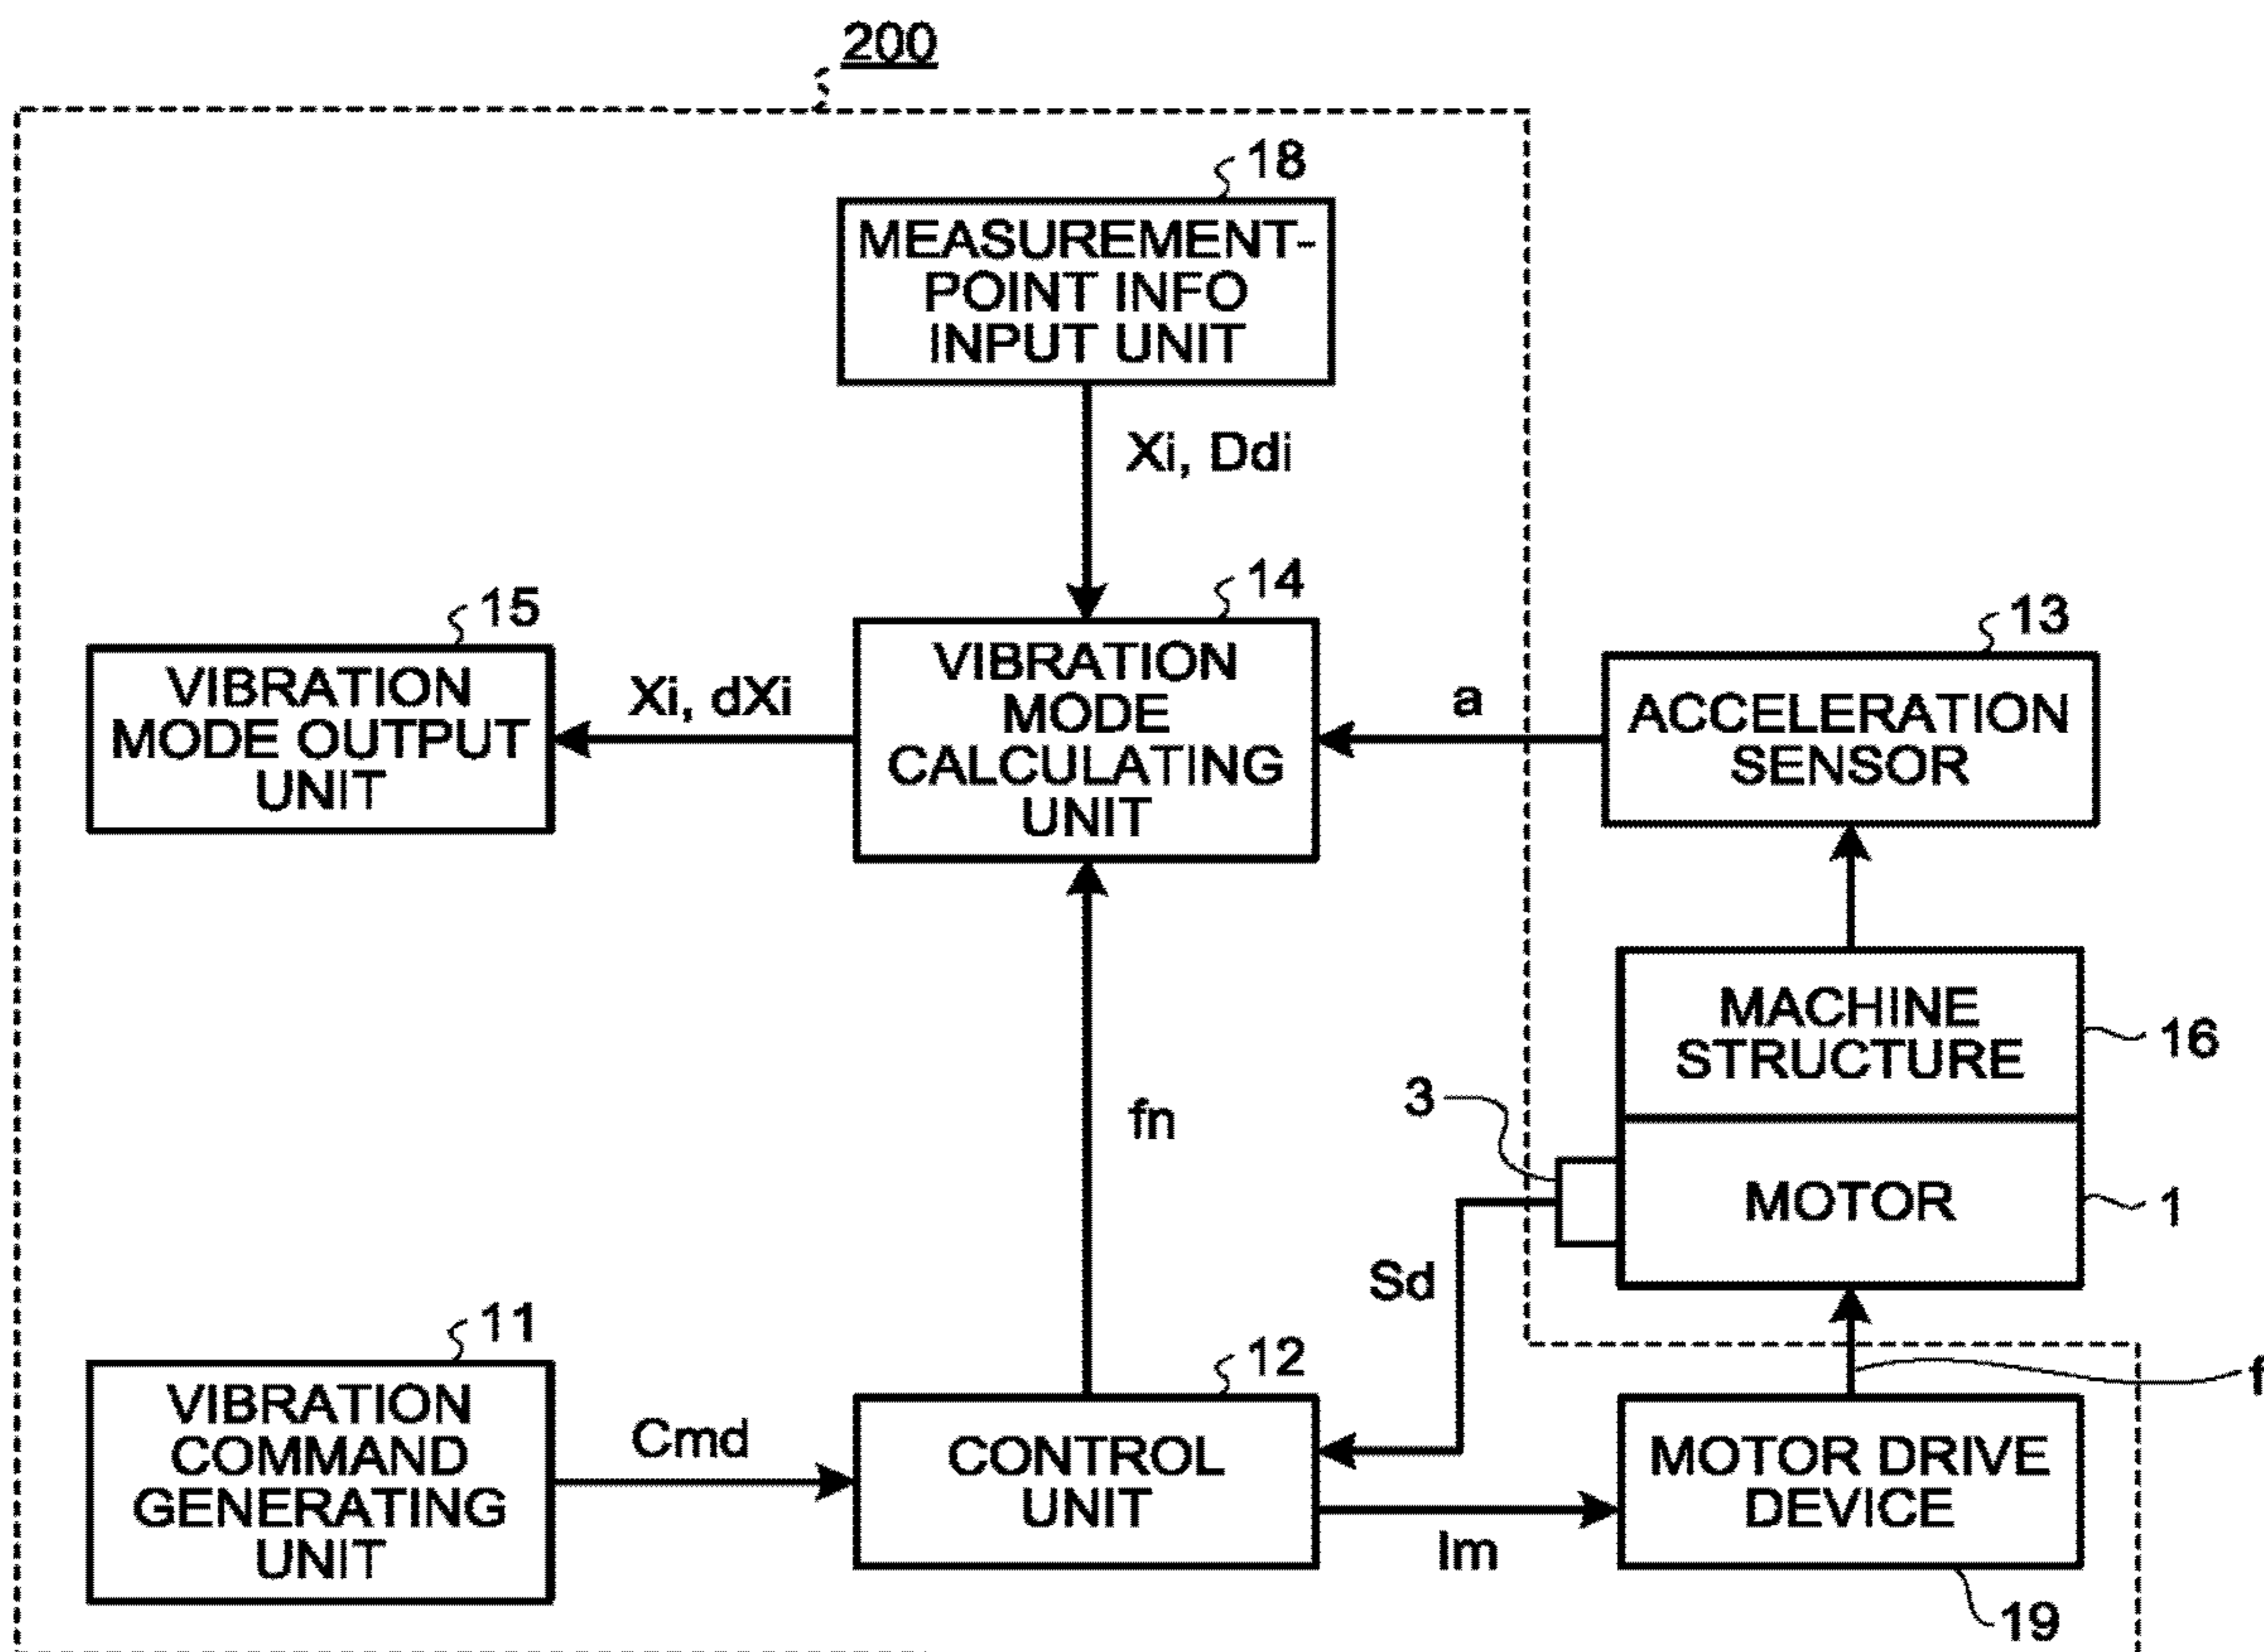 200
18
MEASUREMENT-
POINT INFO
INPUT UNIT
Xi, Ddi
15
VIBRATION
MODE OUTPUT
UNIT
Xi, dXi
14
VIBRATION
MODE
CALCULATING
UNIT
a
13
ACCELERATION
SENSOR
MACHINE
STRUCTURE
16
3
MOTOR
1
fn
Sd
11
VIBRATION
COMMAND
GENERATING
UNIT
Cmd
12
CONTROL
UNIT
Im
f
MOTOR DRIVE
DEVICE
19